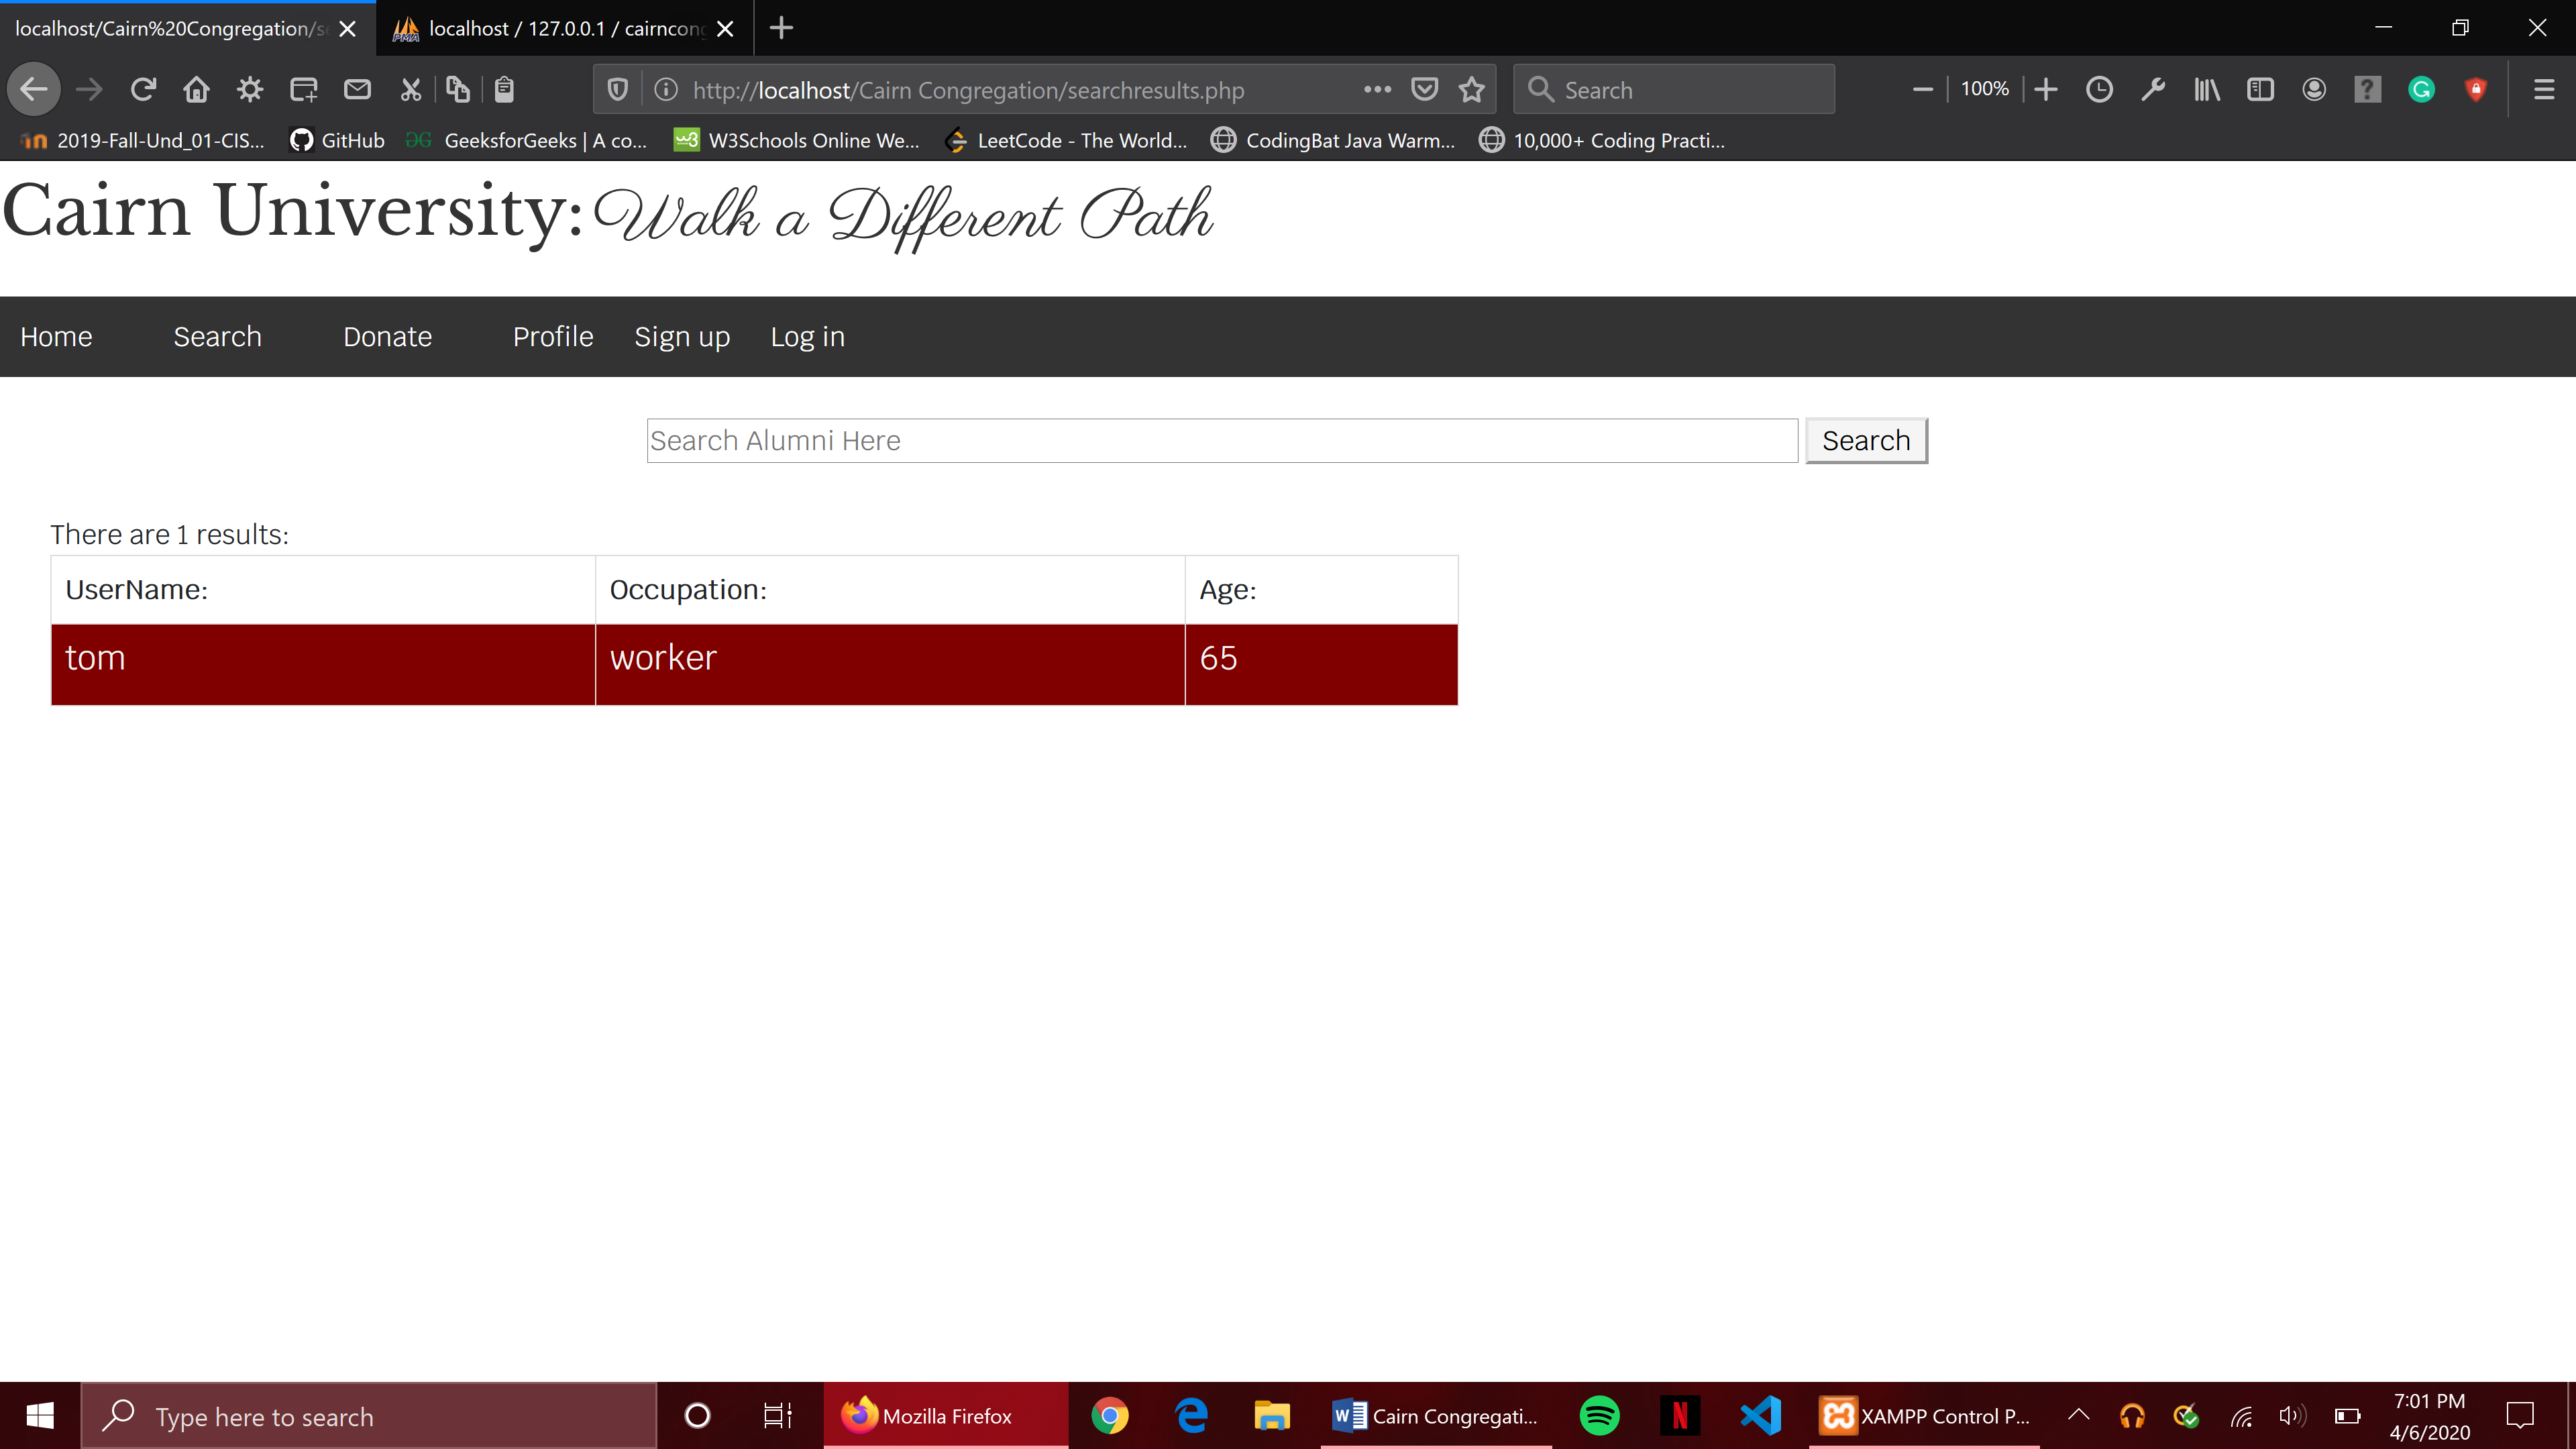 localhost/Cairn%20Congregation/se
localhost / 127.0.0.1 / cairncong
http://localhost/Cairn Congregation/searchresults.php
Search
100%
2019-Fall-Und_01-CIS...
GitHub
GeeksforGeeks | A co...
W3Schools Online We...
LeetCode - The World...
CodingBat Java Warm...
10,000+ Coding Practi...
Cairn University: Walk a Different Path
Home Search Donate Profile Sign up Log in
Search Alumni Here Search
There are 1 results:
UserName: Occupation: Age:
tom worker 65
Type here to search
Mozilla Firefox
Cairn Congregati...
XAMPP Control P...
7:01 PM
4/6/2020